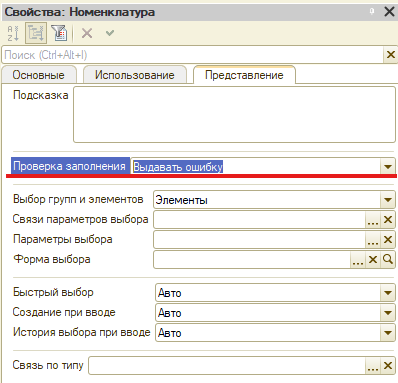 Свойства: Номенклатура
Поиск (Ctrl+Alt+I)
Основные Использование Представление
Подсказка
Проверка заполнения Выдавать ошибку
Выбор групп и элементов Элементы
Связи параметров выбора
Параметры выбора
Форма выбора
Быстрый выбор Авто
Создание при вводе Авто
История выбора при вводе Авто
Связь по типу